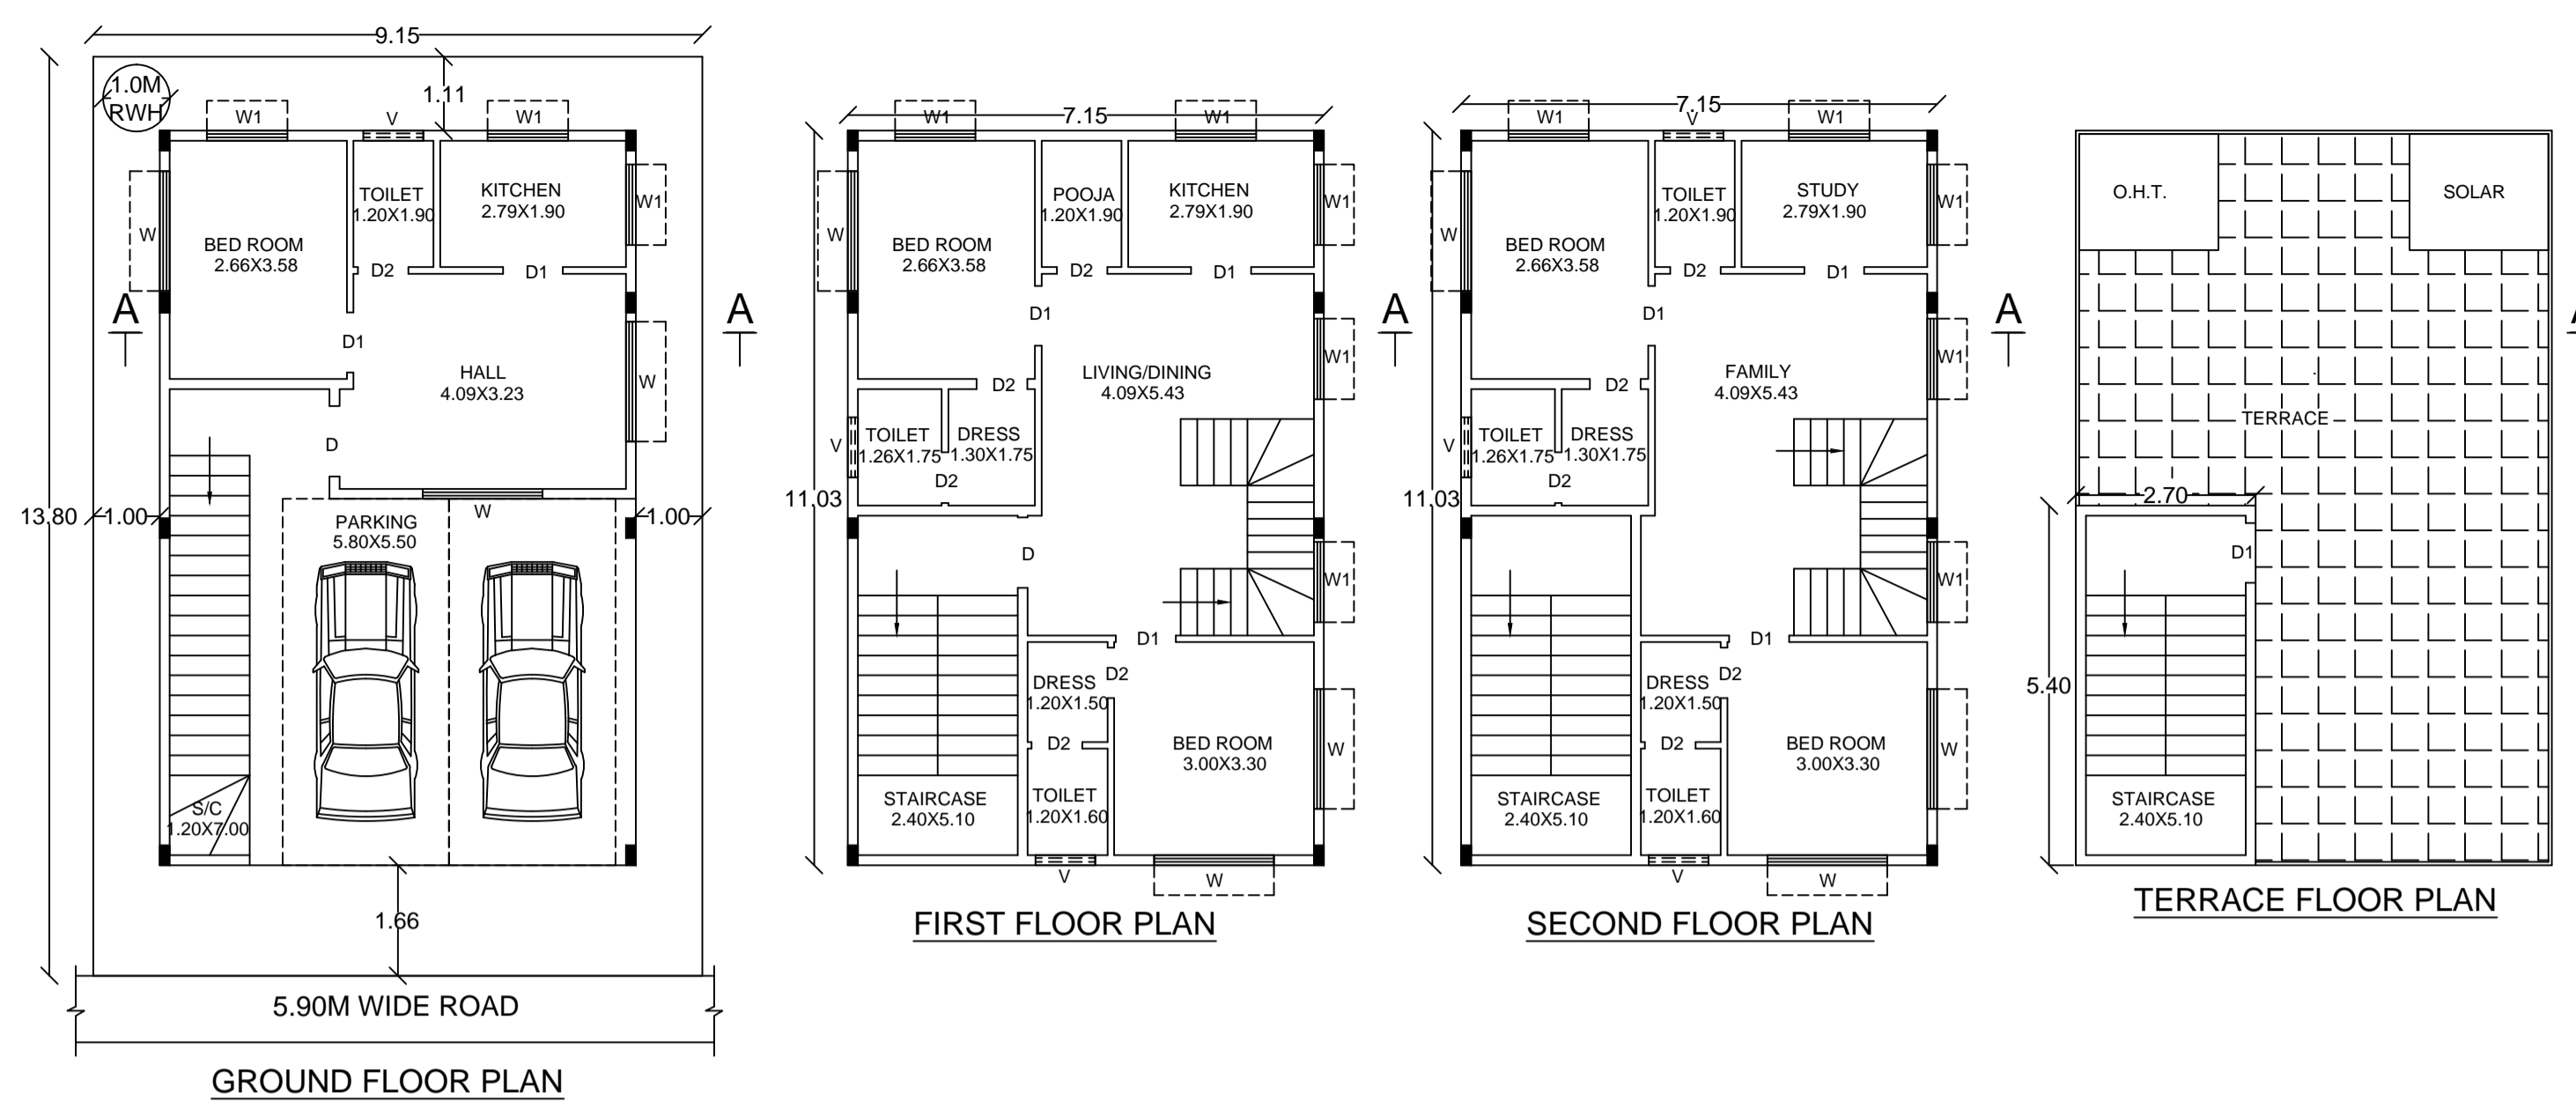 9.15
1.0M
RWH
1.11
W1
V
W1
TOILET
1.20X1.90
KITCHEN
2.79X1.90
W1
W
BED ROOM
2.66X3.58
D2
D1
A
A
D1
HALL
4.09X3.23
W
D
13.80
1.00
1.00
W
PARKING
5.80X5.50
S/C
1.20X7.00
1.66
5.90M WIDE ROAD
GROUND FLOOR PLAN
7.15
W1
W1
POOJA
1.20X1.90
KITCHEN
2.79X1.90
W1
W
BED ROOM
2.66X3.58
D2
D1
D1
A
LIVING/DINING
4.09X5.43
W1
D2
V
TOILET
1.26X1.75
DRESS
1.30X1.75
D2
11.03
D
W1
D1
D2
DRESS
1.20X1.50
D2
BED ROOM
3.00X3.30
W
STAIRCASE
2.40X5.10
TOILET
1.20X1.60
V
W
FIRST FLOOR PLAN
7.15
W1
V
W1
TOILET
1.20X1.90
STUDY
2.79X1.90
W1
W
BED ROOM
2.66X3.58
D2
D1
D1
A
FAMILY
4.09X5.43
W1
D2
V
TOILET
1.26X1.75
DRESS
1.30X1.75
D2
11.03
W1
D1
D2
DRESS
1.20X1.50
D2
BED ROOM
3.00X3.30
W
STAIRCASE
2.40X5.10
TOILET
1.20X1.60
V
W
SECOND FLOOR PLAN
O.H.T.
SOLAR
TERRACE
2.70
D1
5.40
STAIRCASE
2.40X5.10
TERRACE FLOOR PLAN